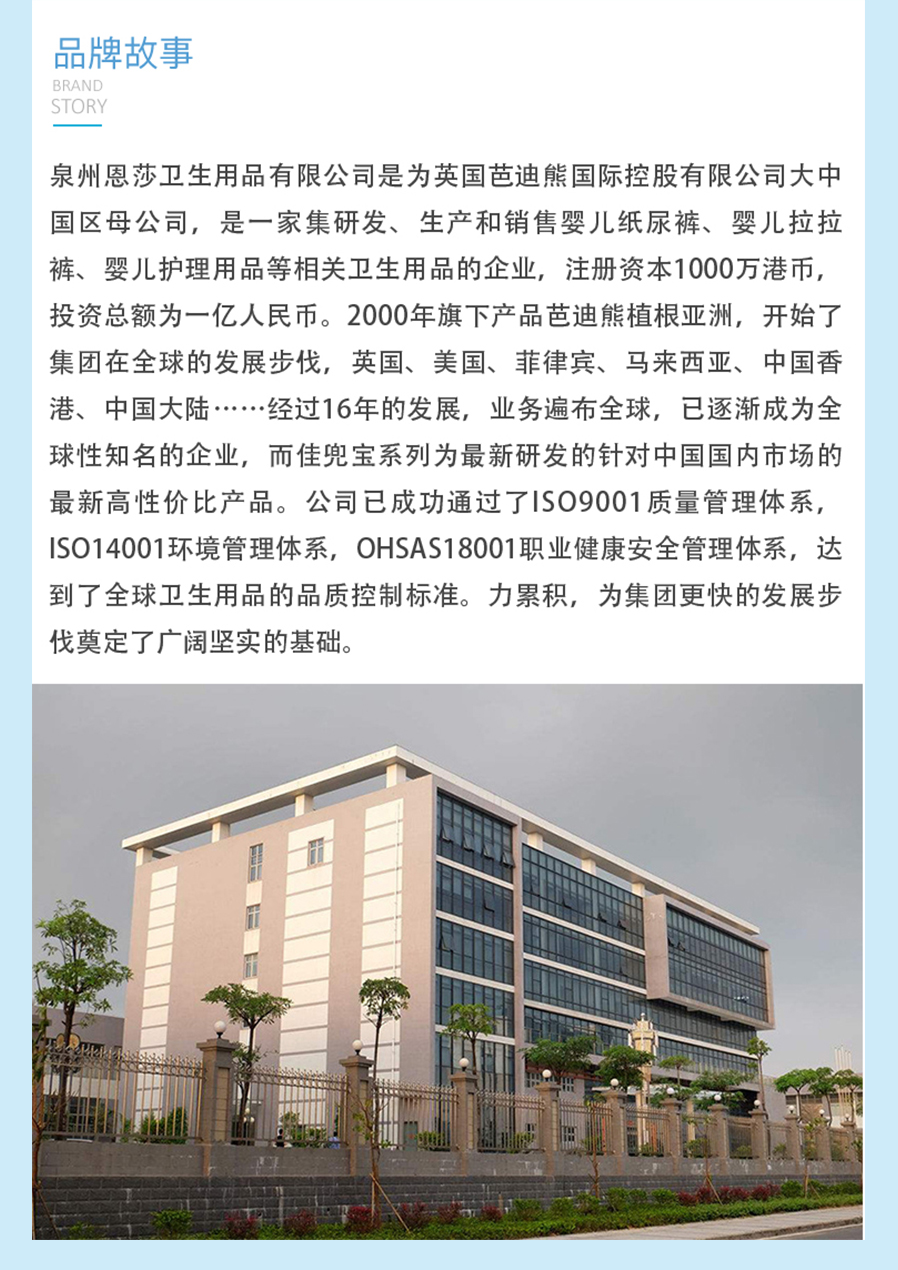 品牌故事
BRAND
STORY
泉州恩莎卫生用品有限公司是为英国芭迪熊国际控股有限公司大中
国区母公司，是一家集研发、生产和销售婴儿纸尿裤、婴儿拉拉
裤、婴儿护理用品等相关卫生用品的企业，注册资本1000万港币，
投资总额为一亿人民币。2000年旗下产品芭迪熊植根亚洲，开始了
集团在全球的发展步伐，英国、美国、菲律宾、马来西亚、中国香
港、中国大陆……经过16年的发展，业务遍布全球，已逐渐成为全
球性知名的企业，而佳兜宝系列为最新研发的针对中国国内市场的
最新高性价比产品。公司已成功通过了ISO9001质量管理体系，
ISO14001环境管理体系，OHSAS18001职业健康安全管理体系，达
到了全球卫生用品的品质控制标准。力累积，为集团更快的发展步
伐奠定了广阔坚实的基础。